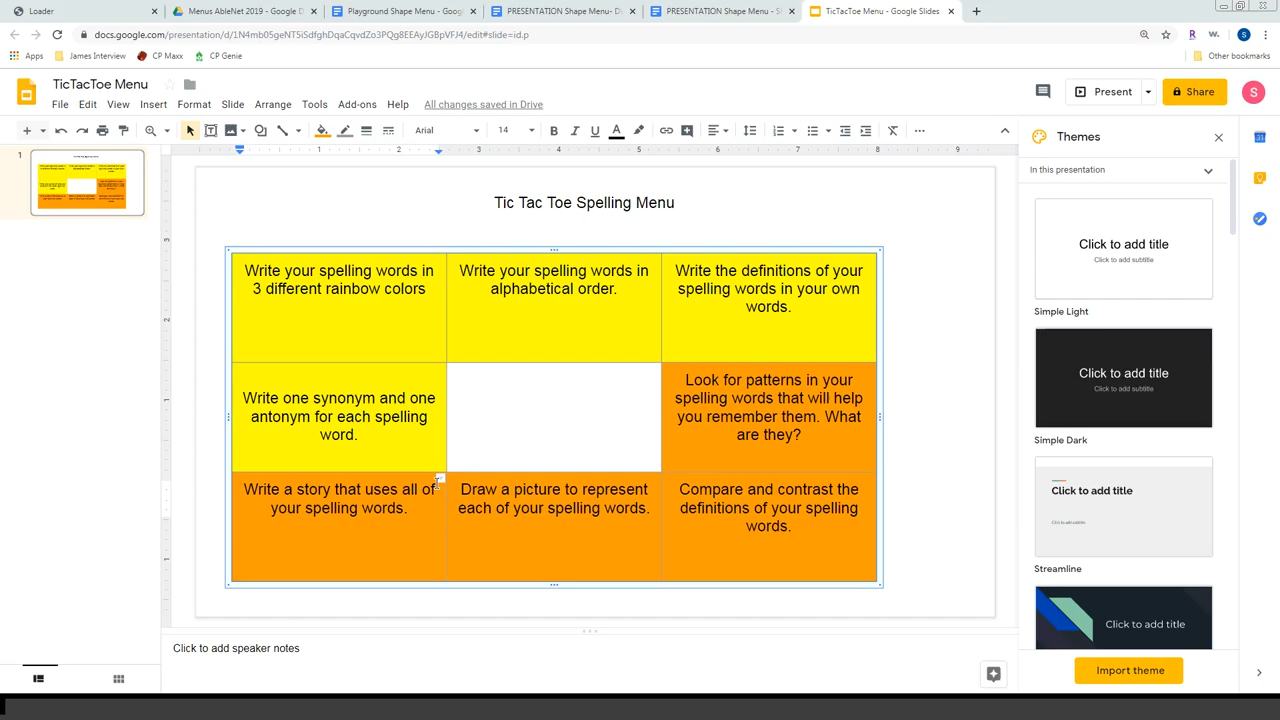 Loader
Menus AbleNet 2019 - Google D
Playground Shape Menu - Goog
PRESENTATION Shape Menu- D
PRESENTATION Shape Menu - S
TicTacToe Menu - Google Slides
docs.google.com/presentation/d/1N4mb05geNT5iSdfghDqaCqvdZo3PQg8EEAyJGBpVFJ4/edit#slide=id.p
Apps
James Interview
CP Maxx
CP Genie
Other bookmarks
TicTacToe Menu
File Edit View Insert Format Slide Arrange Tools Add-ons Help All changes saved in Drive
Present
Share
S
Arial
14
Themes
In this presentation
Click to add title
Click to add subtitle
Simple Light
Click to add title
Click to add subtitle
Simple Dark
Click to add title
Click to add subtitle
Streamline
Click to add title
Import theme
1
Tic Tac Toe Spelling Menu
Write your spelling words in
3 different rainbow colors
Write your spelling words in
alphabetical order.
Write the definitions of your
spelling words in your own
words.
Write one synonym and one
antonym for each spelling
word.
Look for patterns in your
spelling words that will help
you remember them. What
are they?
Write a story that uses all of
your spelling words.
Draw a picture to represent
each of your spelling words.
Compare and contrast the
definitions of your spelling
words.
Click to add speaker notes